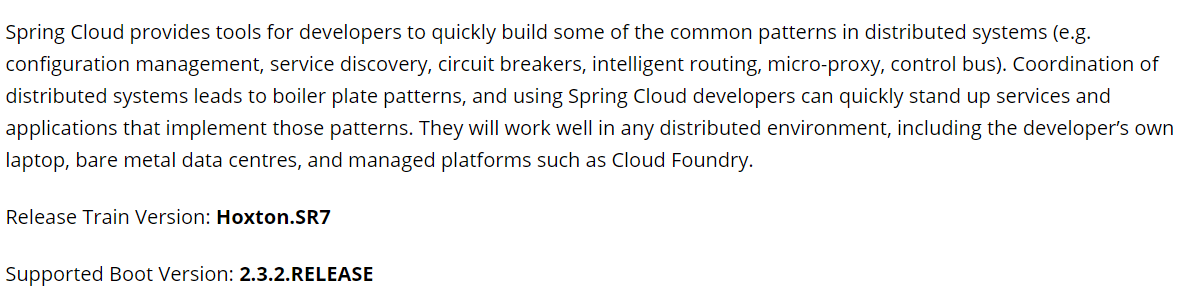 Spring Cloud provides tools for developers to quickly build some of the common patterns in distributed systems (e.g.
configuration management, service discovery, circuit breakers, intelligent routing, micro-proxy, control bus). Coordination of
distributed systems leads to boiler plate patterns, and using Spring Cloud developers can quickly stand up services and
applications that implement those patterns. They will work well in any distributed environment, including the developer’s own
laptop, bare metal data centres, and managed platforms such as Cloud Foundry.
Release Train Version: Hoxton.SR7
Supported Boot Version: 2.3.2.RELEASE